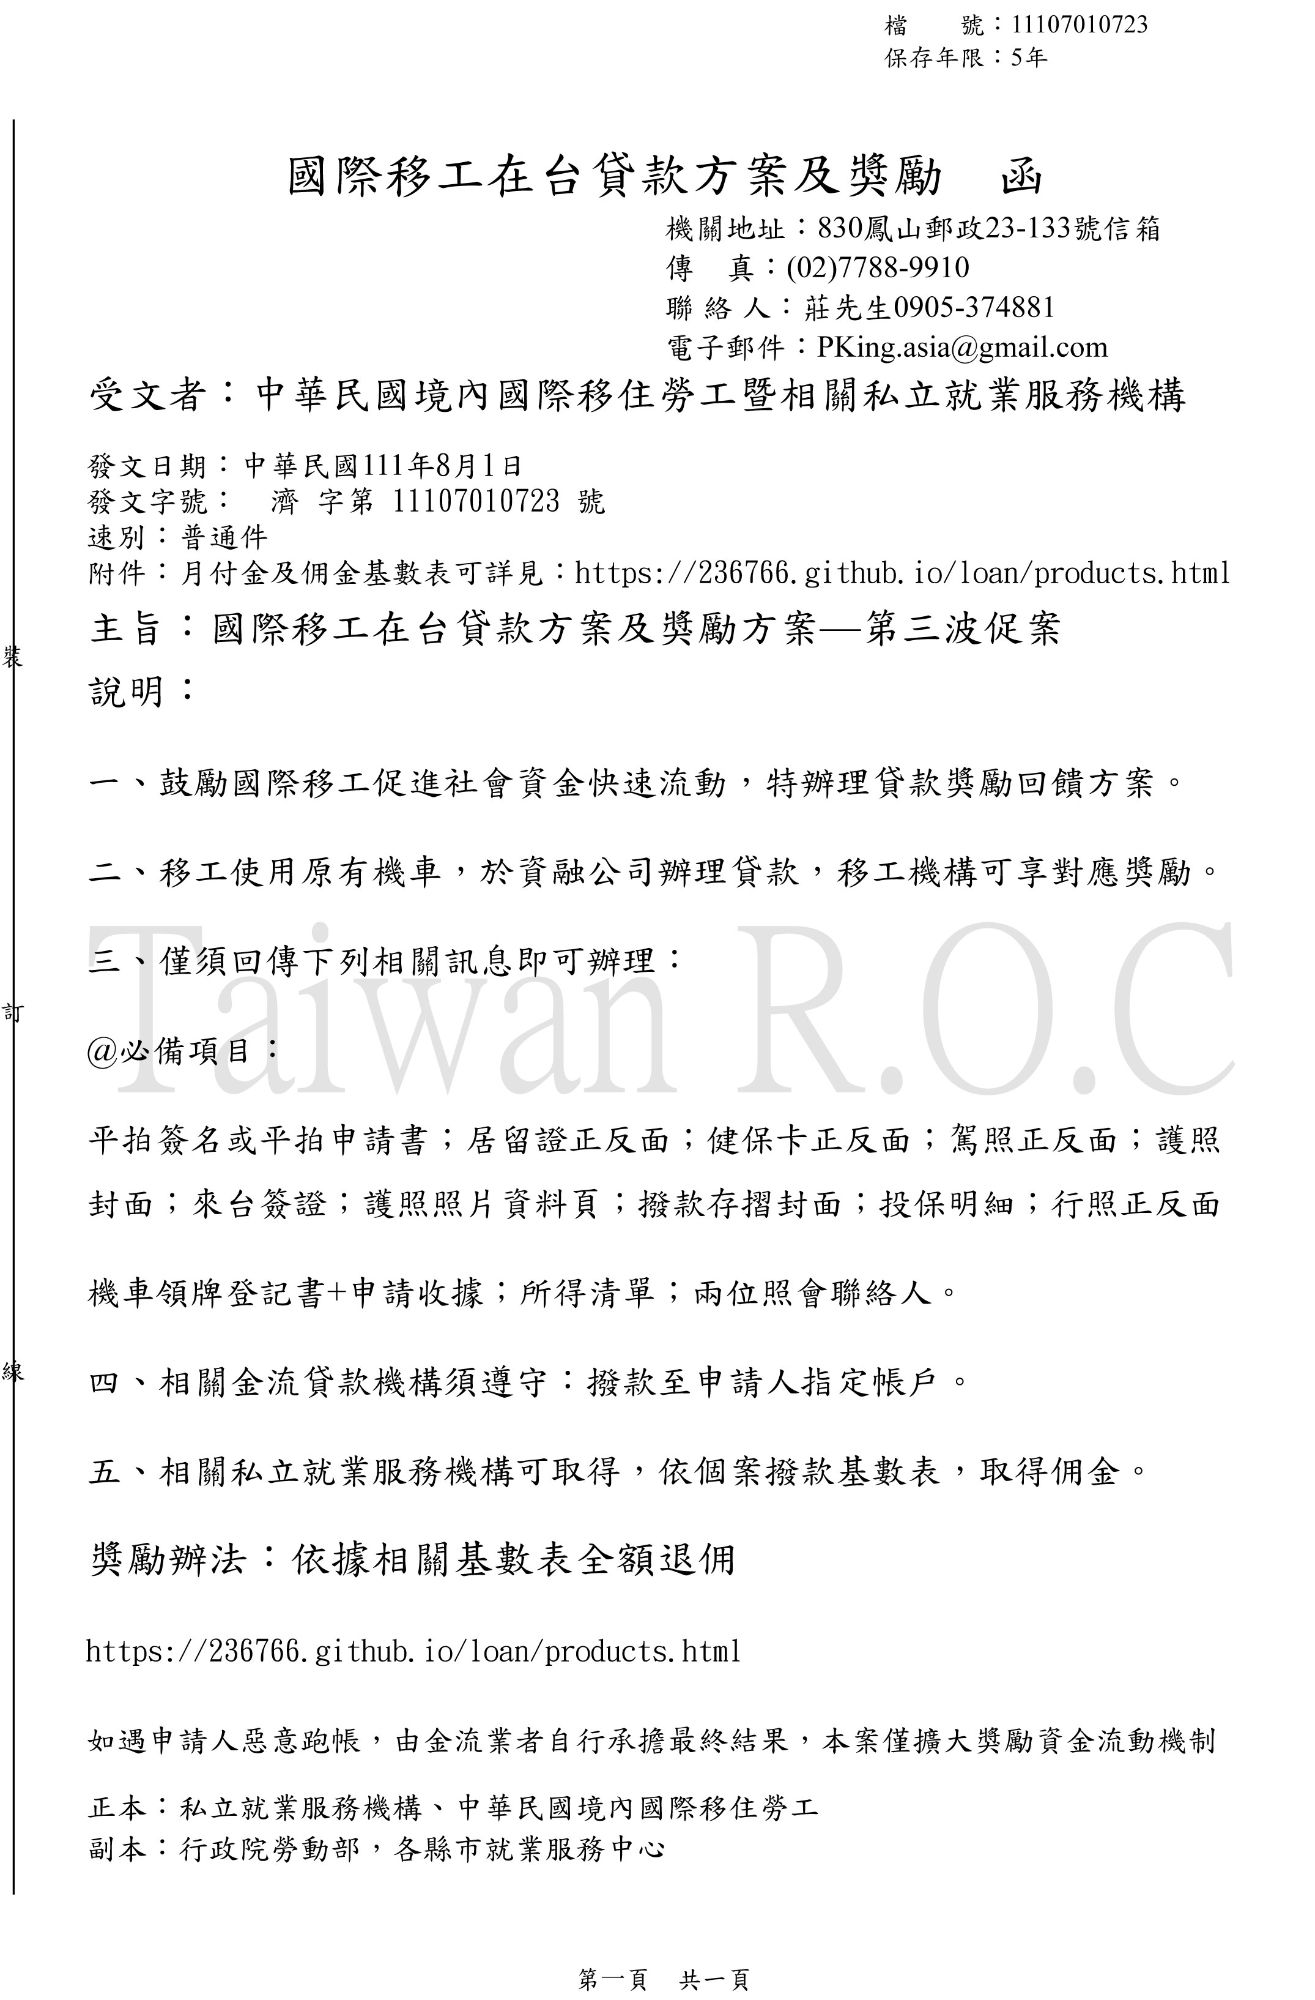 檔　　號：11107010723
保存年限：5年
國際移工在台貸款方案及獎勵　函
機關地址：830鳳山郵政23-133號信箱
傳　真：(02)7788-9910
聯 絡 人：莊先生0905-374881
電子郵件：PKing.asia@gmail.com
受文者：中華民國境內國際移住勞工暨相關私立就業服務機構
發文日期：中華民國111年8月1日
發文字號：　濟 字第 11107010723 號
速別：普通件
附件：月付金及佣金基數表可詳見：https://236766.github.io/loan/products.html
主旨：國際移工在台貸款方案及獎勵方案—第三波促案
說明：
一、鼓勵國際移工促進社會資金快速流動，特辦理貸款獎勵回饋方案。
二、移工使用原有機車，於資融公司辦理貸款，移工機構可享對應獎勵。
三、僅須回傳下列相關訊息即可辦理：
Taiwan R.O.C
@必備項目：
平拍簽名或平拍申請書；居留證正反面；健保卡正反面；駕照正反面；護照
封面；來台簽證；護照照片資料頁；撥款存摺封面；投保明細；行照正反面
機車領牌登記書+申請收據；所得清單；兩位照會聯絡人。
四、相關金流貸款機構須遵守：撥款至申請人指定帳戶。
五、相關私立就業服務機構可取得，依個案撥款基數表，取得佣金。
獎勵辦法：依據相關基數表全額退佣
https://236766.github.io/loan/products.html
如遇申請人惡意跑帳，由金流業者自行承擔最終結果，本案僅擴大獎勵資金流動機制
正本：私立就業服務機構、中華民國境內國際移住勞工
副本：行政院勞動部，各縣市就業服務中心
裝
訂
線
第一頁　共一頁